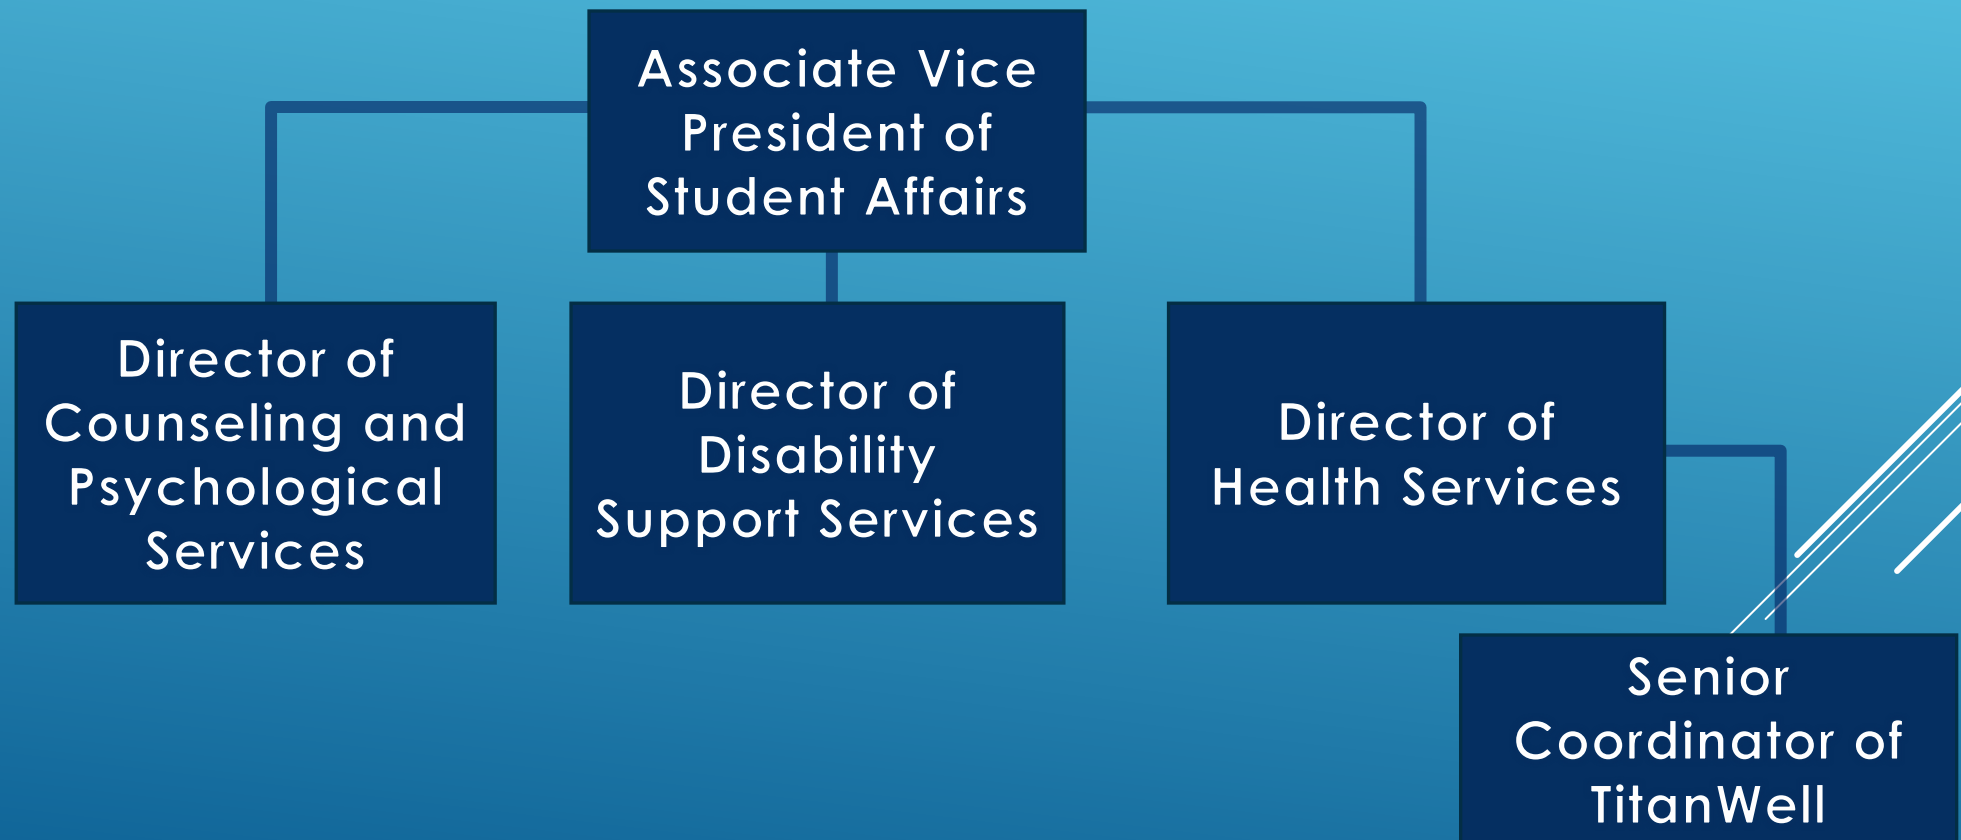 Associate Vice
President of
Student Affairs
Director of
Counseling and
Psychological
Services
Director of
Disability
Support Services
Director of
Health Services
Senior
Coordinator of
TitanWell